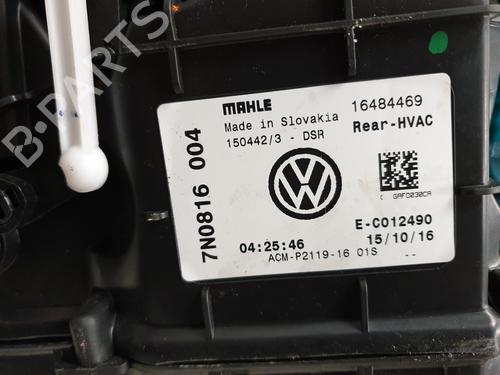 B-PARTS
MAHLE
Made in Slovakia
150442/3 - DSR
16484469
Rear-HVAC
7N0816 004
GAFD230CA
04:25:46
E-C012490
15/10/16
ACM-P2119-16 01S --